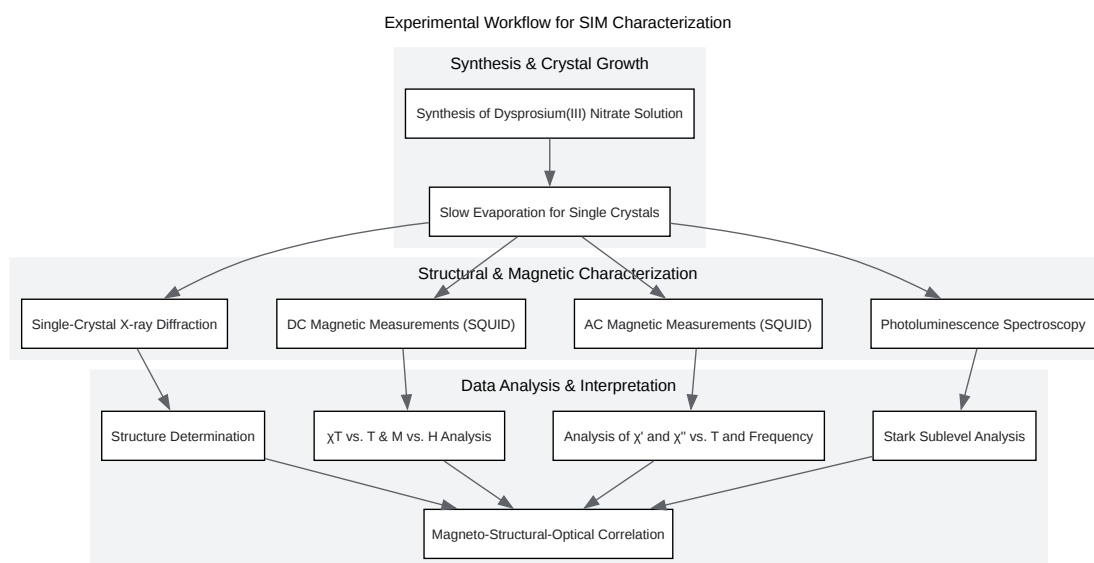 Experimental Workflow for SIM Characterization
Synthesis & Crystal Growth
Synthesis of Dysprosium(III) Nitrate Solution
Slow Evaporation for Single Crystals
Structural & Magnetic Characterization
Single-Crystal X-ray Diffraction
DC Magnetic Measurements (SQUID)
AC Magnetic Measurements (SQUID)
Photoluminescence Spectroscopy
Data Analysis & Interpretation
Structure Determination
χT vs. T & M vs. H Analysis
Analysis of χ' and χ'' vs. T and Frequency
Stark Sublevel Analysis
Magneto-Structural-Optical Correlation